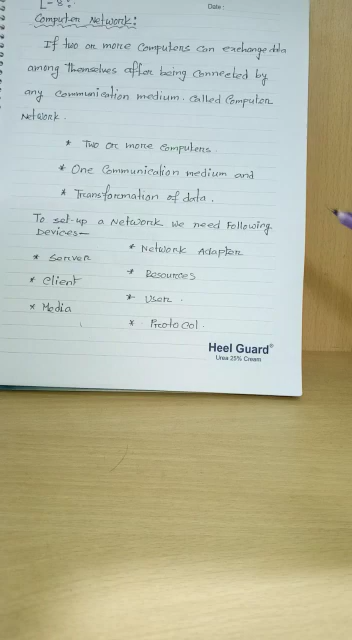 L-8:
Date :
Computer Network:
If two or more computers can exchange data
among themselves after being connected by
any communication medium. Called Computer
Network.
* Two or more computers.
* One communication medium and
* Transformation of data.
To set-up a Network we need following
Devices—
* Server
* Client
* Media
* Network Adapter
* Resources
* User.
* Protocol.
Heel Guard®
Urea 25% Cream